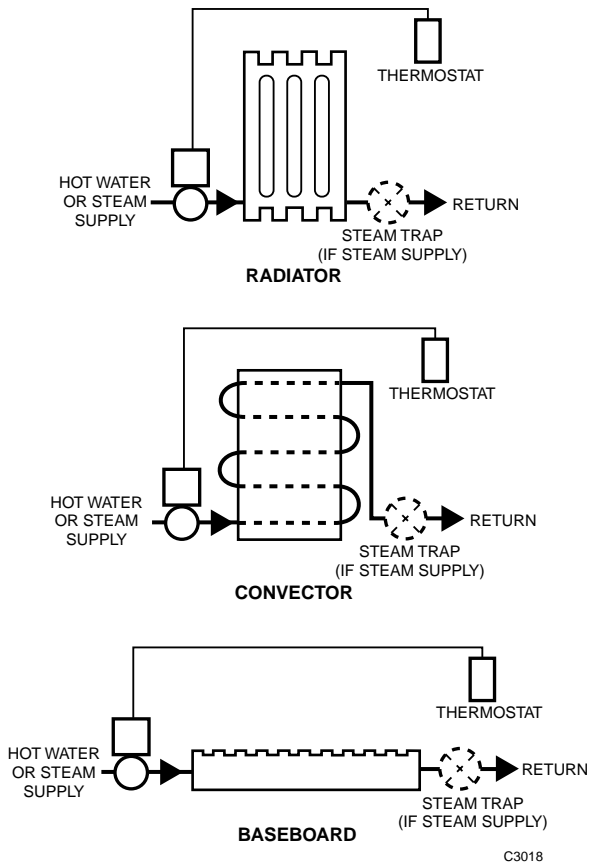 THERMOSTAT
HOT WATER
OR STEAM
SUPPLY
RETURN
STEAM TRAP
(IF STEAM SUPPLY)
RADIATOR
THERMOSTAT
HOT WATER
OR STEAM
SUPPLY
RETURN
STEAM TRAP
(IF STEAM SUPPLY)
CONVECTOR
THERMOSTAT
HOT WATER
OR STEAM
SUPPLY
RETURN
STEAM TRAP
(IF STEAM SUPPLY)
BASEBOARD
C3018